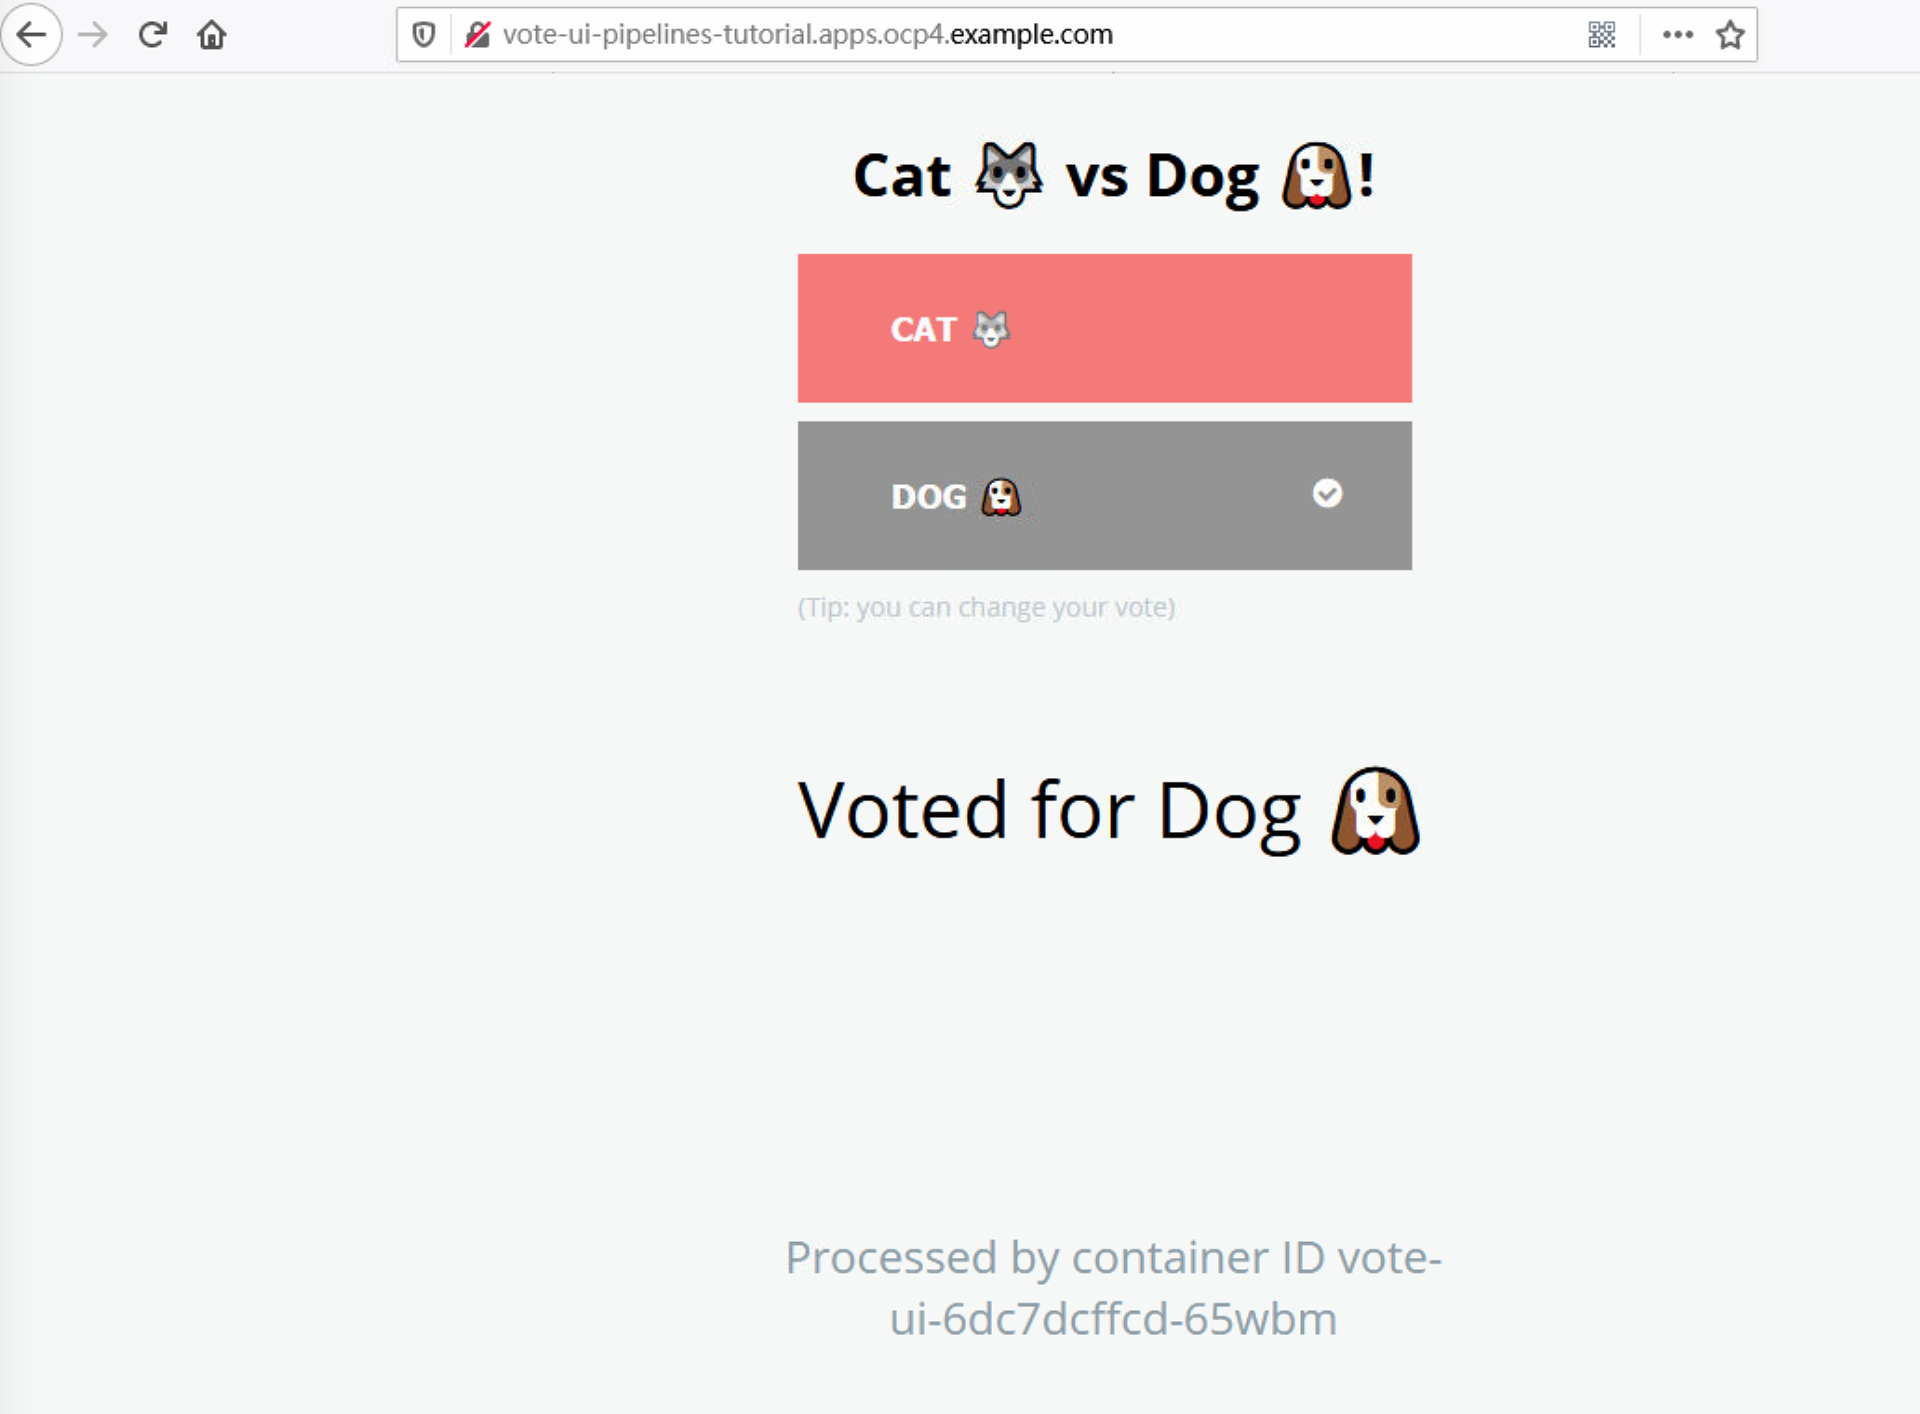 vote-ui-pipelines-tutorial.apps.ocp4.example.com
Cat 🐺 vs Dog 🐶!
CAT 🐺
DOG 🐶
(Tip: you can change your vote)
Voted for Dog 🐶
Processed by container ID vote-
ui-6dc7dcffcd-65wbm